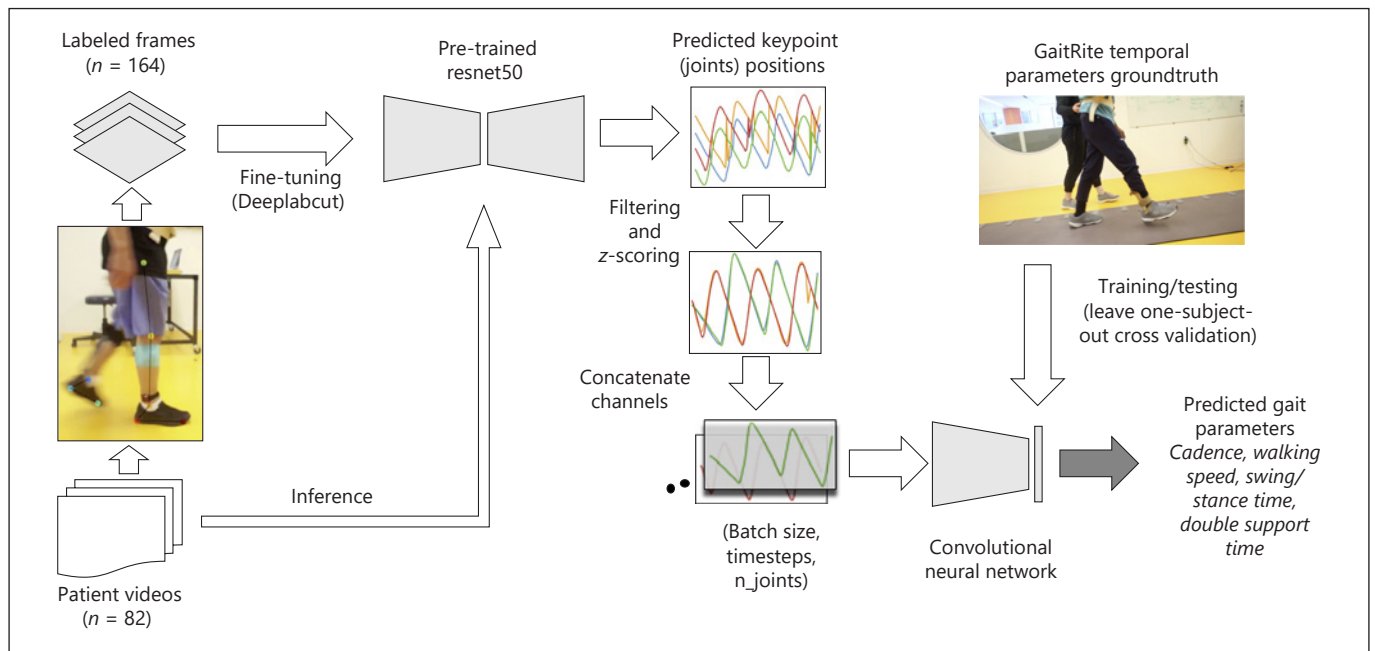 Labeled frames
(n = 164)
Pre-trained
resnet50
Predicted keypoint
(joints) positions
GaitRite temporal
parameters groundtruth
Fine-tuning
(Deeplabcut)
Filtering
and
z-scoring
Training/testing
(leave one-subject-
out cross validation)
Concatenate
channels
Predicted gait
parameters
Cadence, walking
speed, swing/
stance time,
double support
time
Inference
(Batch size,
timesteps,
n_joints)
Convolutional
neural network
Patient videos
(n = 82)